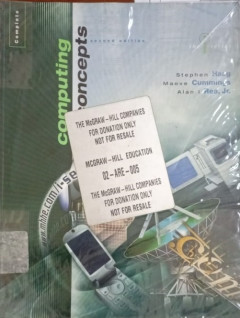 Complete
second edition
computing
concepts
Stephen Haag
Maeve Cummings
Alan I Rea, Jr.
THE McGRAW-HILL COMPANIES
FOR DONATION ONLY
NOT FOR RESALE
MCGRAW-HILL EDUCATION
02-ARE-005
THE McGRAW-HILL COMPANIES
FOR DONATION ONLY
NOT FOR RESALE